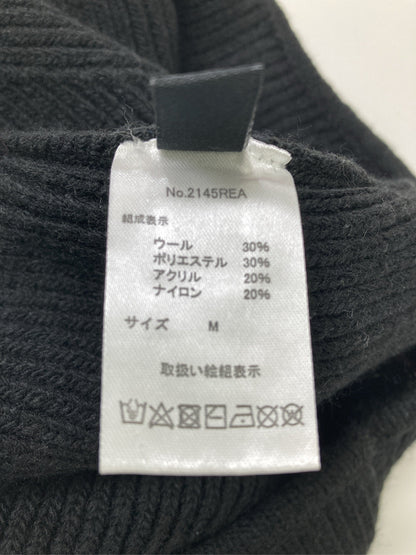 No.2145REA
組成表示
ウール 30%
ポリエステル 30%
アクリル 20%
ナイロン 20%
サイズ M
取扱い絵組表示